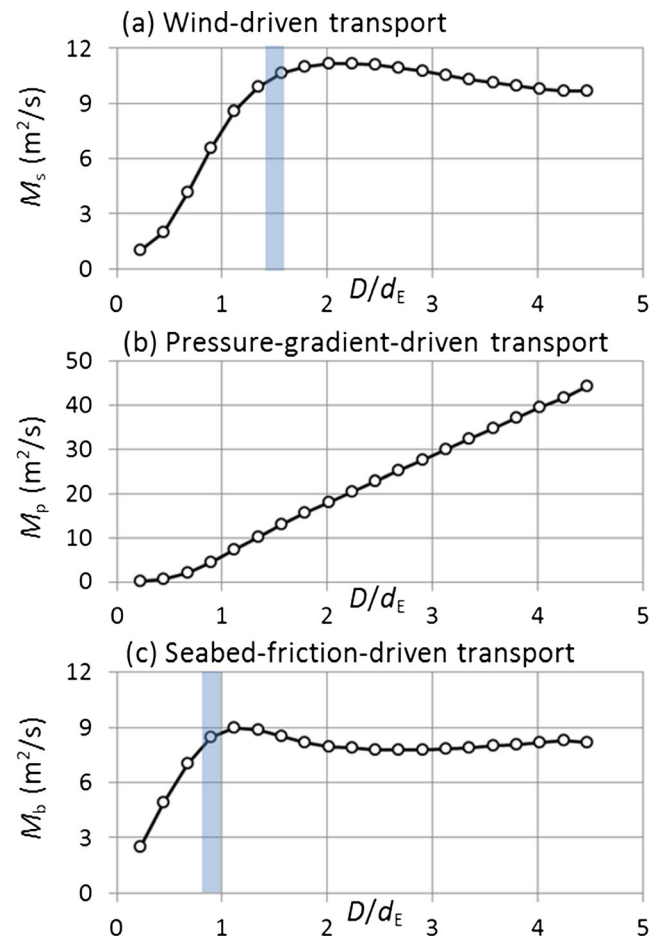 (a) Wind-driven transport
12
9
6
3
0
M_s (m²/s)
0 1 2 3 4 5
D/d_E
(b) Pressure-gradient-driven transport
50
40
30
20
10
0
M_p (m²/s)
0 1 2 3 4 5
D/d_E
(c) Seabed-friction-driven transport
12
9
6
3
0
M_b (m²/s)
0 1 2 3 4 5
D/d_E